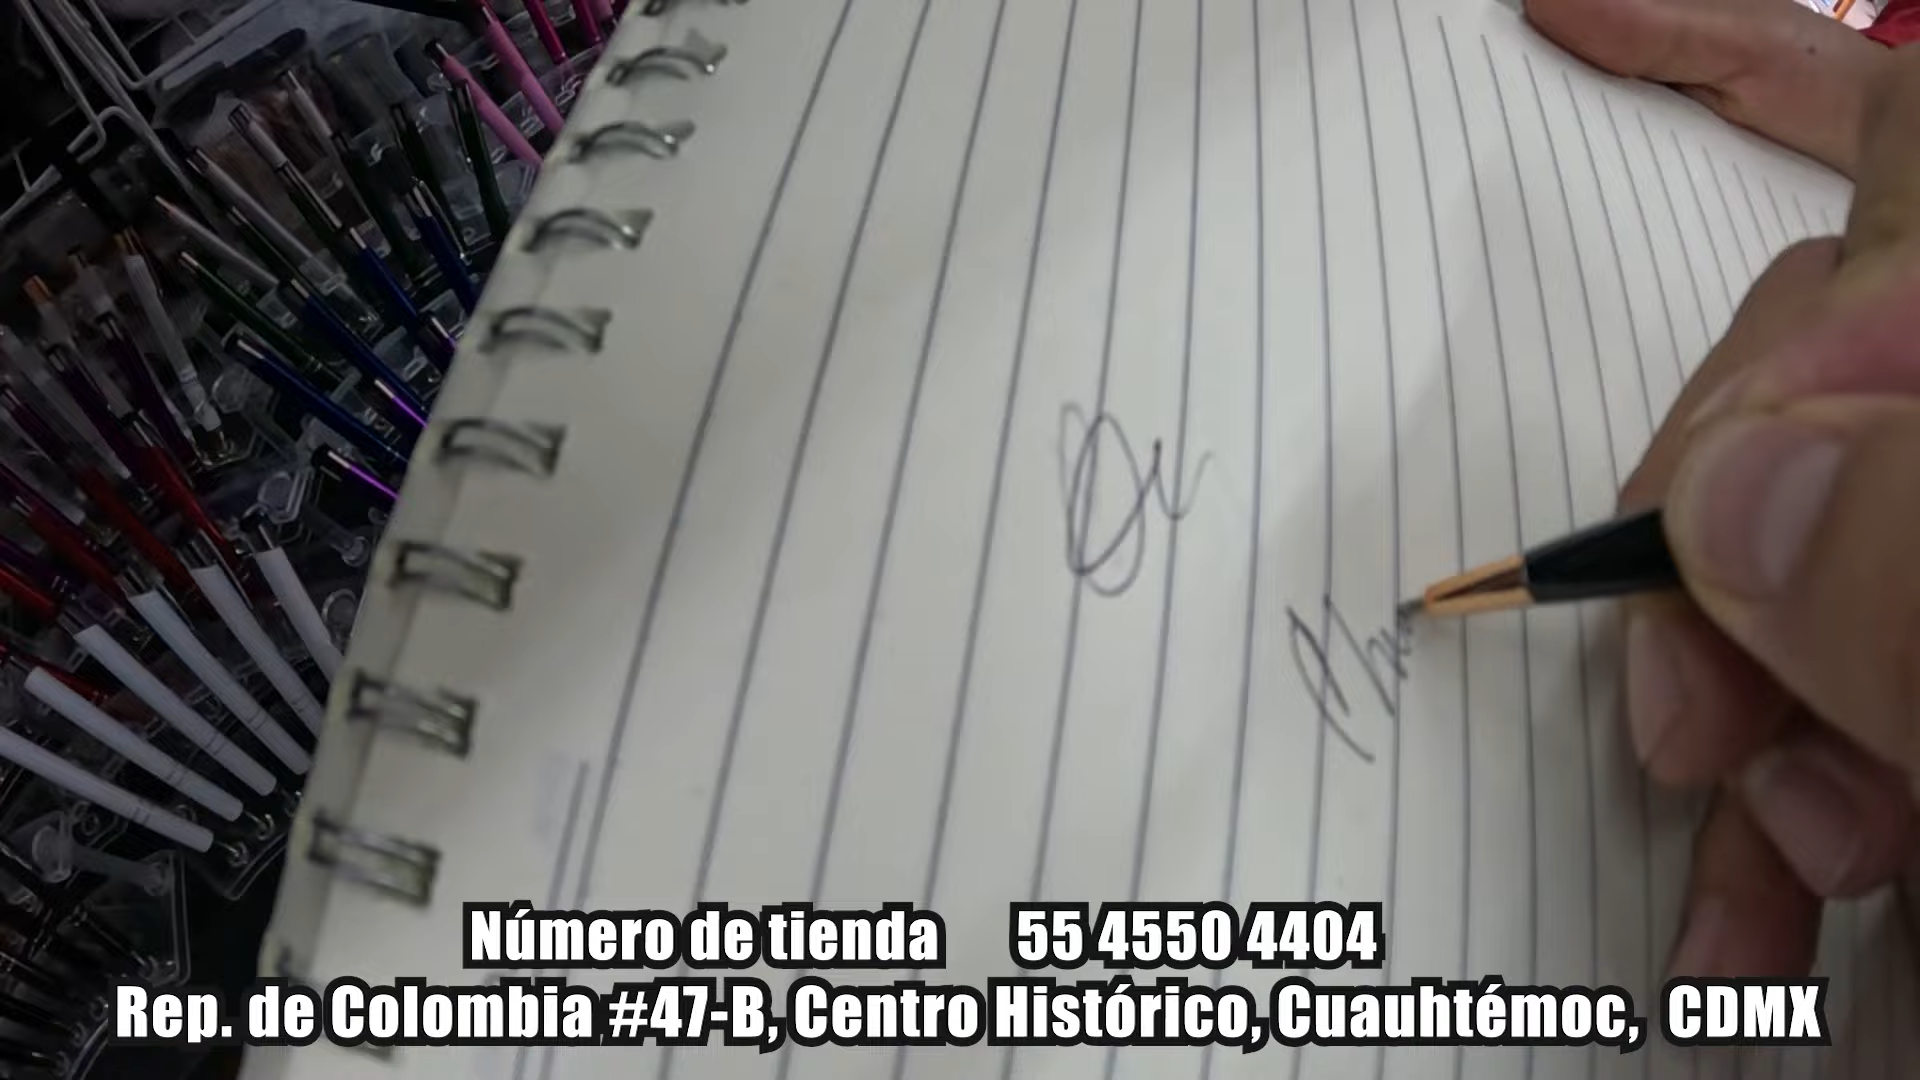 Número de tienda 55 4550 4404
Rep. de Colombia #47-B, Centro Histórico, Cuauhtémoc, CDMX